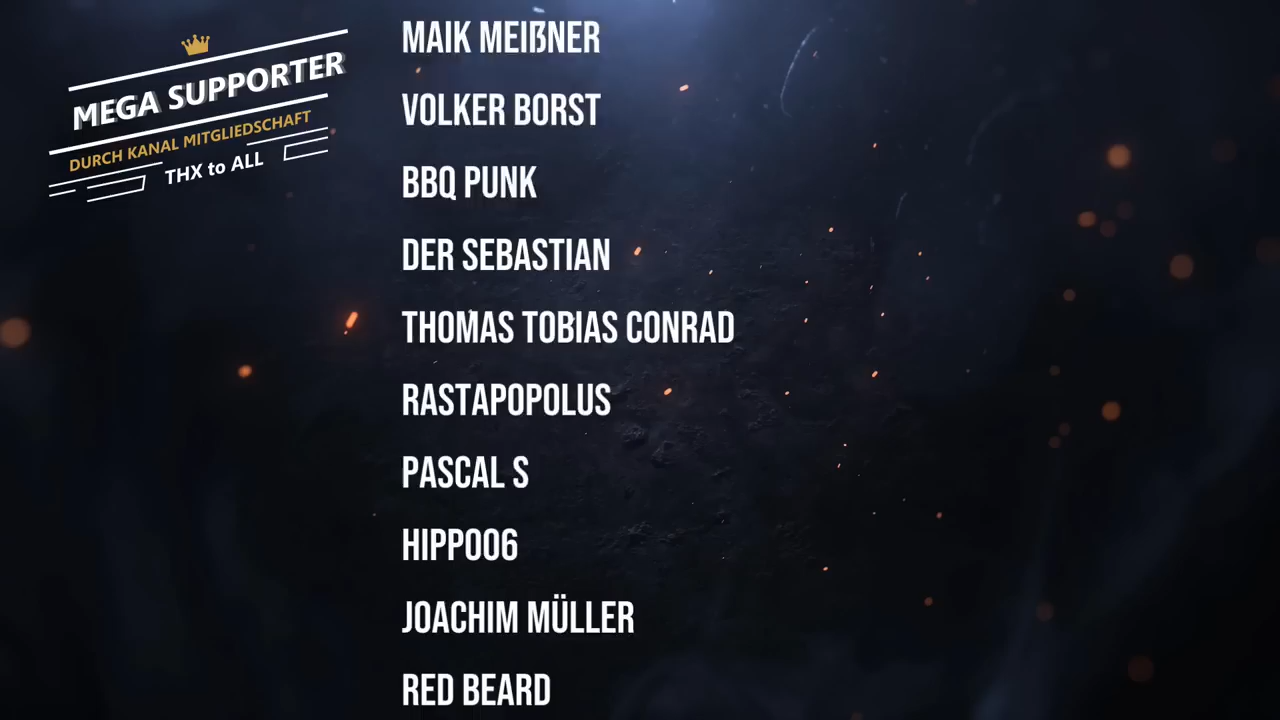 MEGA SUPPORTER
DURCH KANAL MITGLIEDSCHAFT
THX to ALL
MAIK MEIẞNER
VOLKER BORST
BBQ PUNK
DER SEBASTIAN
THOMAS TOBIAS CONRAD
RASTAPOPOLUS
PASCAL S
HIPPO06
JOACHIM MÜLLER
RED BEARD